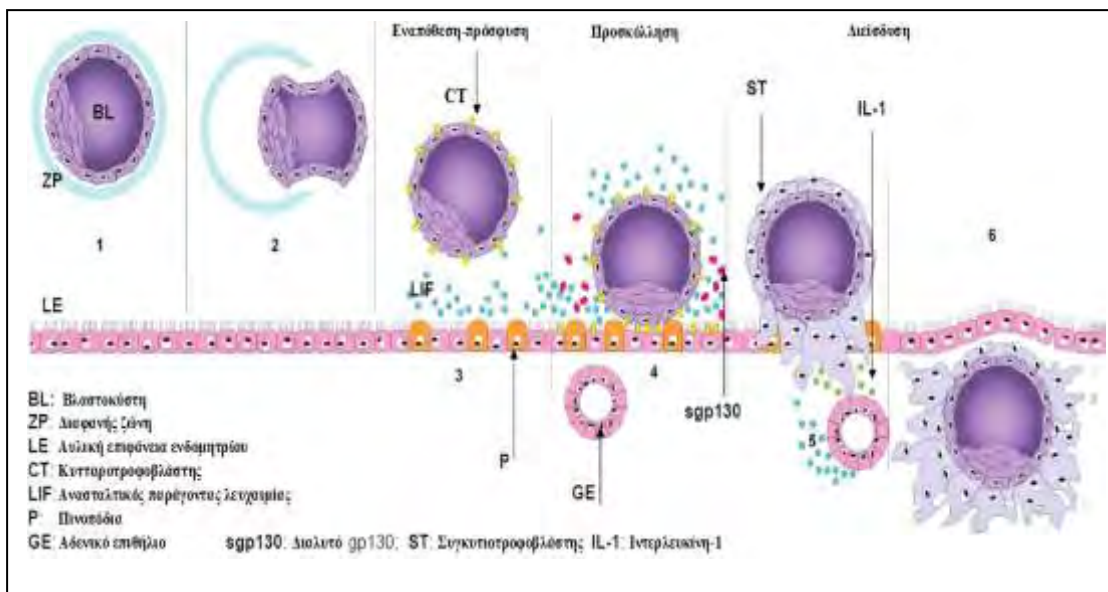 Εναπόθεση-πρόσφυση Προσκόλληση Διείσδυση
CT
ST
IL-1
BL
ZP
1
2
6
LIF
LE
3
4
sgp130
5
P
GE
BL: Βλαστοκύστη
ZP: Διαφανής ζώνη
LE Αυλική επιφάνεια ενδομητρίου
CT: Κυτταροτροφοβλάστης
LIF Ανασταλτικός παράγοντας λευχαιμίας
P: Πινοπόδια
GE: Αδενικό επιθήλιο sgp130: Διαλυτό gp130; ST: Συγκυτιοτροφοβλάστης IL-1: Ιντερλευκίνη-1